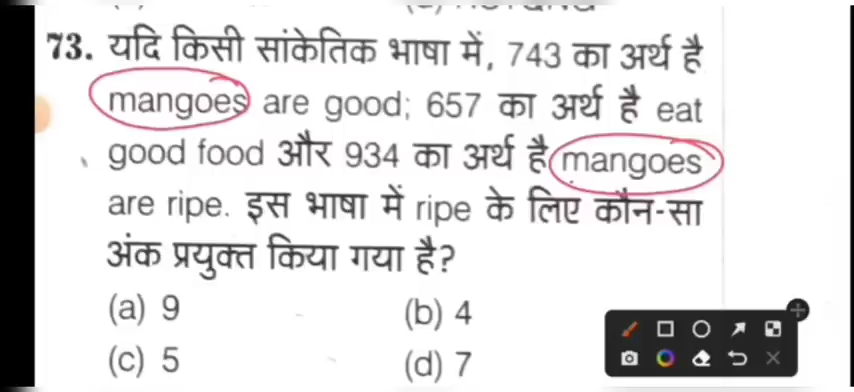 73. यदि किसी सांकेतिक भाषा में, 743 का अर्थ है
mangoes are good; 657 का अर्थ है eat
good food और 934 का अर्थ है mangoes
are ripe. इस भाषा में ripe के लिए कौन-सा
अंक प्रयुक्त किया गया है?
(a) 9
(b) 4
(c) 5
(d) 7